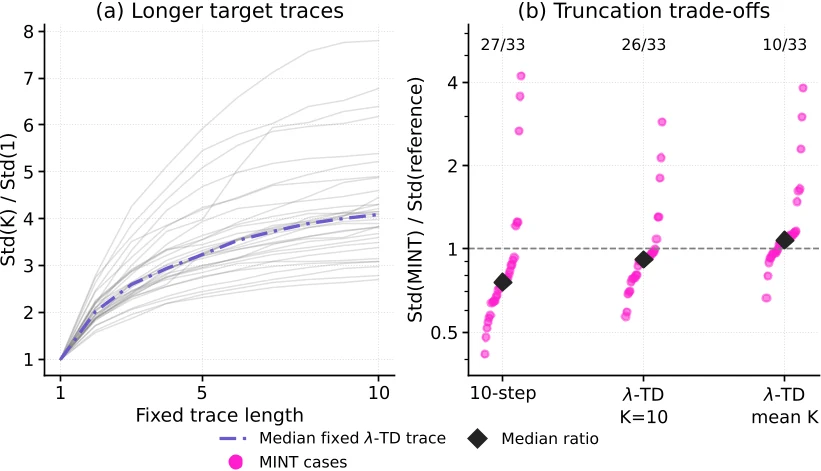 (a) Longer target traces
Std(K) / Std(1)
8
7
6
5
4
3
2
1
1
5
10
Fixed trace length
(b) Truncation trade-offs
Std(MINT) / Std(reference)
27/33
26/33
10/33
4
2
1
0.5
10-step
λ-TD
K=10
λ-TD
mean K
Median fixed λ-TD trace
Median ratio
MINT cases